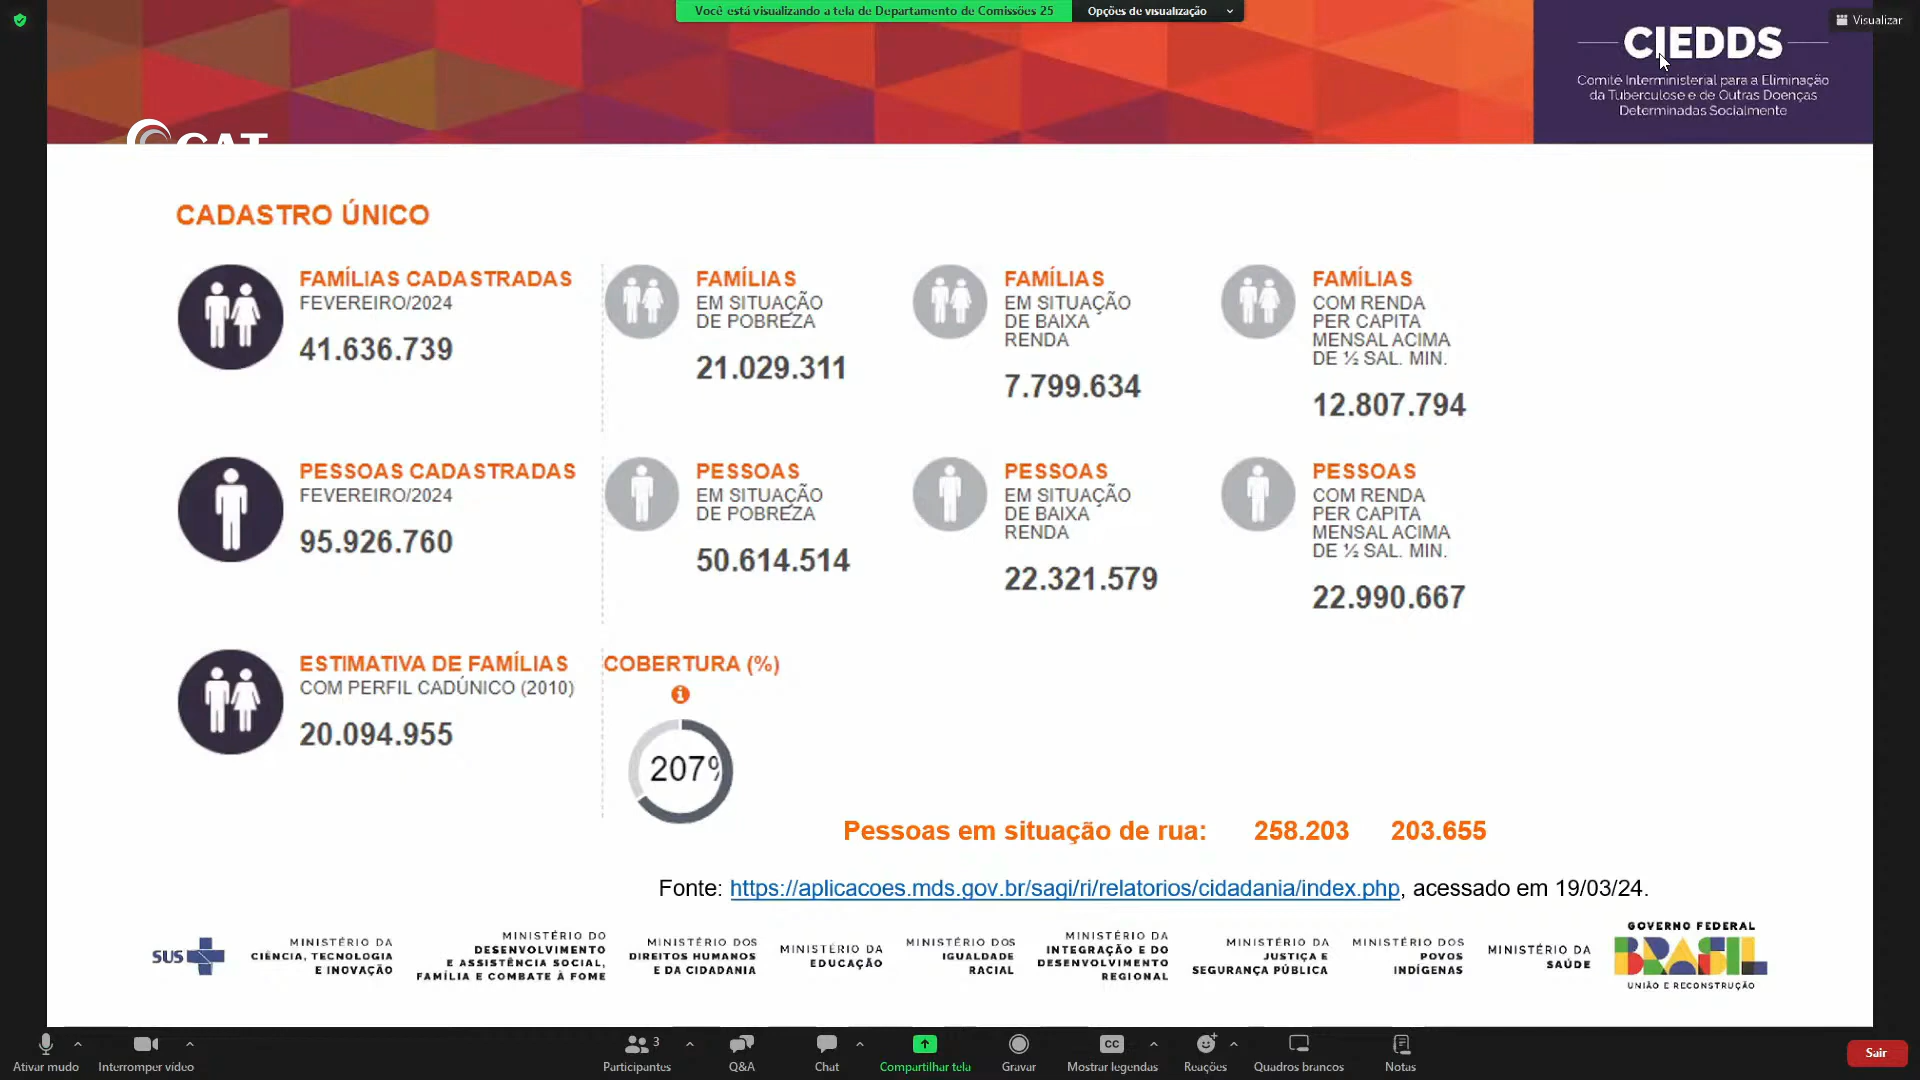 Você está visualizando a tela de Departamento de Comissões 25
Opções de visualização
Visualizar
CIEDDS
Comitê Interministerial para a Eliminação
da Tuberculose e de Outras Doenças
Determinadas Socialmente
CADASTRO ÚNICO
FAMÍLIAS CADASTRADAS
FEVEREIRO/2024
41.636.739
FAMÍLIAS
EM SITUAÇÃO
DE POBREZA
21.029.311
FAMÍLIAS
EM SITUAÇÃO
DE BAIXA
RENDA
7.799.634
FAMÍLIAS
COM RENDA
PER CAPITA
MENSAL ACIMA
DE ½ SAL. MIN.
12.807.794
PESSOAS CADASTRADAS
FEVEREIRO/2024
95.926.760
PESSOAS
EM SITUAÇÃO
DE POBREZA
50.614.514
PESSOAS
EM SITUAÇÃO
DE BAIXA
RENDA
22.321.579
PESSOAS
COM RENDA
PER CAPITA
MENSAL ACIMA
DE ½ SAL. MIN.
22.990.667
ESTIMATIVA DE FAMÍLIAS
COM PERFIL CADÚNICO (2010)
20.094.955
COBERTURA (%)
207%
Pessoas em situação de rua: 258.203 203.655
Fonte: https://aplicacoes.mds.gov.br/sagi/ri/relatorios/cidadania/index.php, acessado em 19/03/24.
SUS
MINISTÉRIO DA
CIÊNCIA, TECNOLOGIA
E INOVAÇÃO
MINISTÉRIO DO
DESENVOLVIMENTO
E ASSISTÊNCIA SOCIAL,
FAMÍLIA E COMBATE À FOME
MINISTÉRIO DOS
DIREITOS HUMANOS
E DA CIDADANIA
MINISTÉRIO DA
EDUCAÇÃO
MINISTÉRIO DOS
IGUALDADE
RACIAL
MINISTÉRIO DA
INTEGRAÇÃO E DO
DESENVOLVIMENTO
REGIONAL
MINISTÉRIO DA
JUSTIÇA E
SEGURANÇA PÚBLICA
MINISTÉRIO DOS
POVOS
INDÍGENAS
MINISTÉRIO DA
SAÚDE
GOVERNO FEDERAL
BRASIL
UNIÃO E RECONSTRUÇÃO
Ativar mudo
Interromper vídeo
3
Participantes
Q&A
Chat
Compartilhar tela
Gravar
CC
Mostrar legendas
Reações
Quadros brancos
Notas
Sair